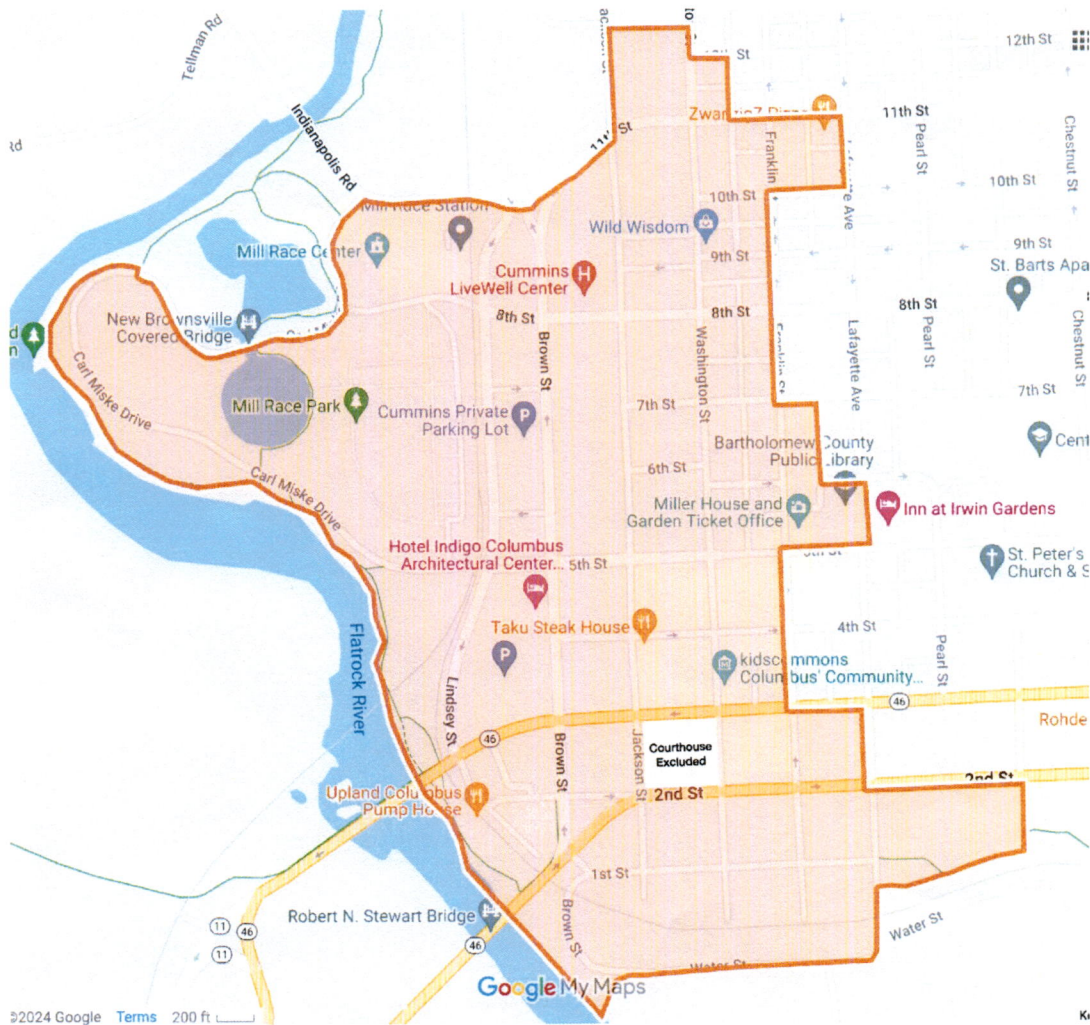 Tellman Rd
12th St
Indianapolis Rd
11th St
Pearl St
Chestnut St
Franklin
10th St
10th St
Mill Race Station
Wild Wisdom
Mill Race Center
9th St
9th St
Cummins
LiveWell Center
St. Barts Apa
New Brownsville
Covered Bridge
8th St
8th St
8th St
Brown St
Washington St
Franklin St
Lafayette Ave
Pearl St
Chestnut St
Carl Miske Drive
Mill Race Park
Cummins Private
Parking Lot
7th St
7th St
Bartholomew County
Public Library
Cent
6th St
Carl Miske Drive
Miller House and
Garden Ticket Office
Inn at Irwin Gardens
Hotel Indigo Columbus
Architectural Center...
5th St
St. Peter's
Church & S
Taku Steak House
4th St
Flatrock River
kidscommons
Columbus' Community...
Pearl St
Lindsey St
46
Rohde
46
Brown St
Jackson St
Courthouse
Excluded
2nd St
2nd St
Upland Columbus
Pump House
1st St
Robert N. Stewart Bridge
Brown St
Water St
11
46
11
46
Water St
Google My Maps
©2024 Google Terms 200 ft